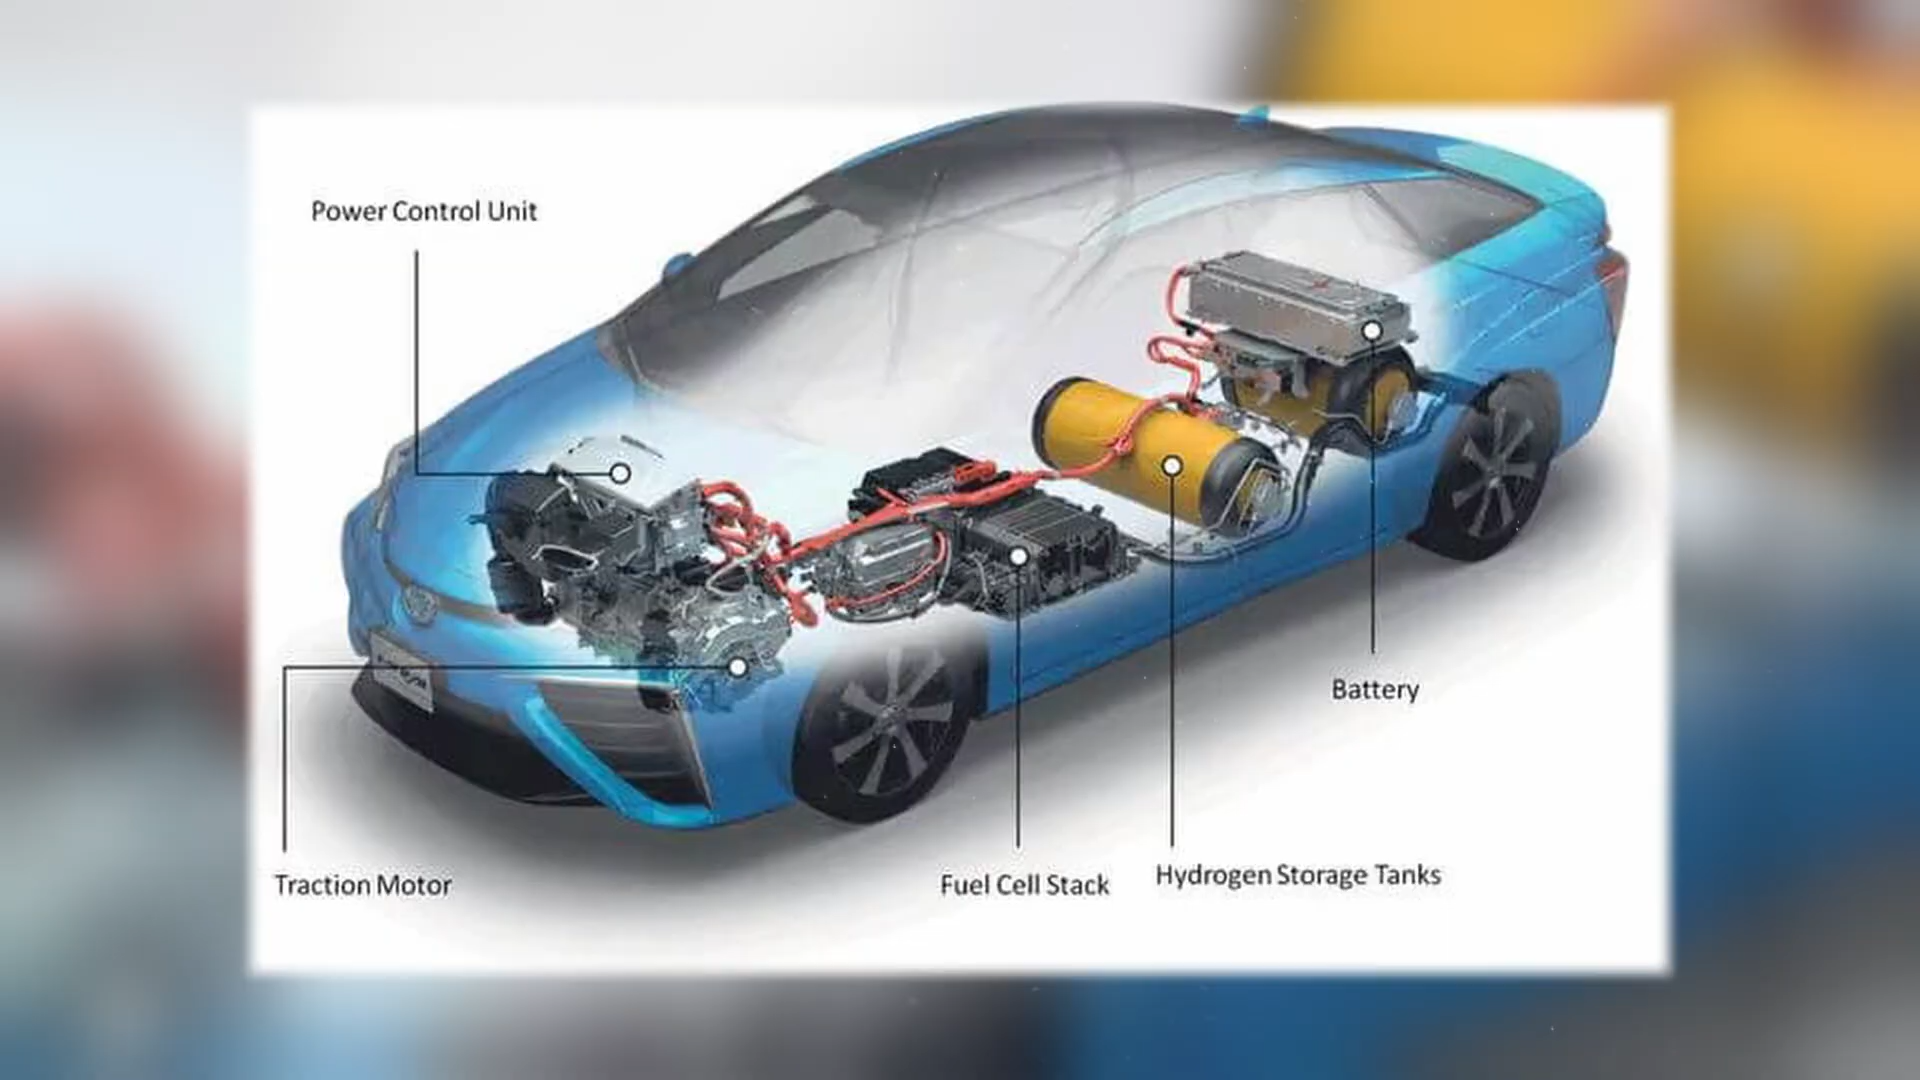 Power Control Unit
Battery
Traction Motor
Fuel Cell Stack
Hydrogen Storage Tanks